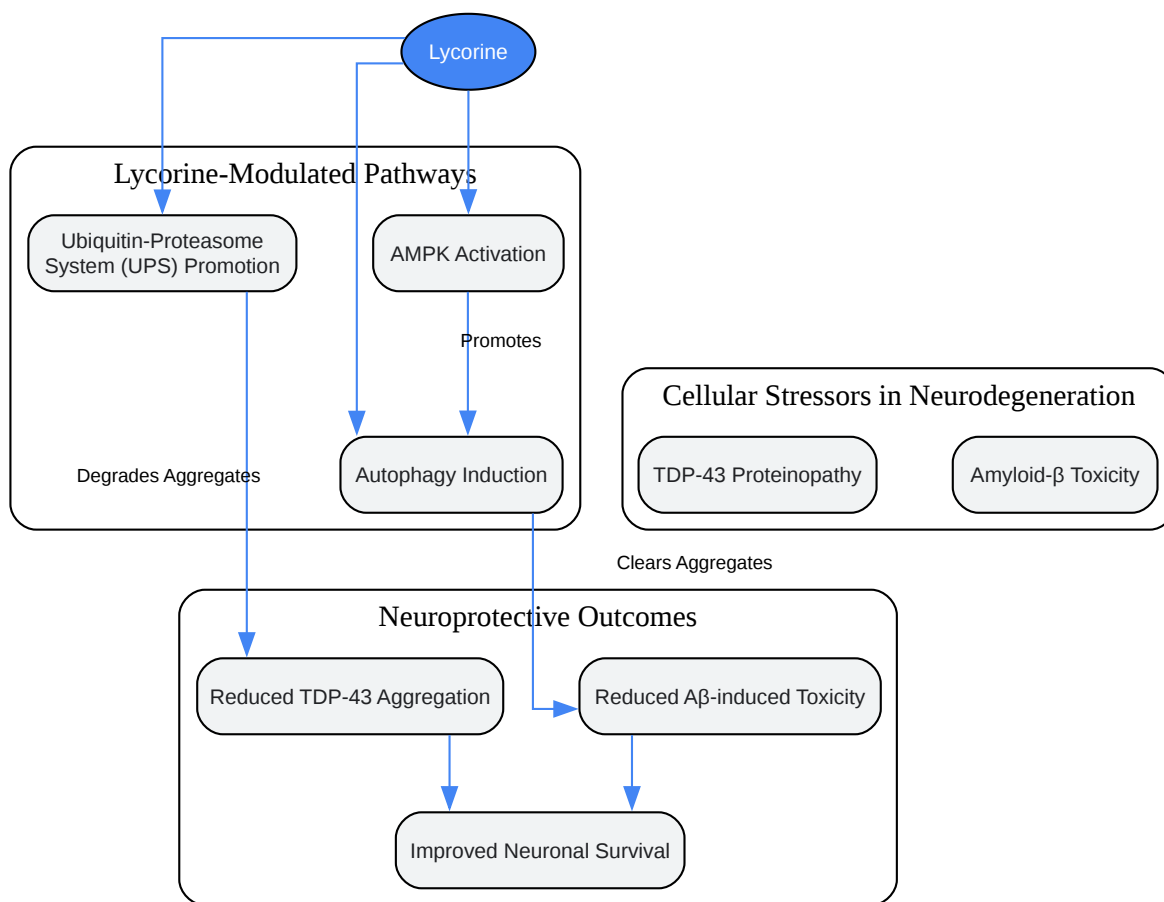 Lycorine
Lycorine-Modulated Pathways
Ubiquitin-Proteasome
System (UPS) Promotion
AMPK Activation
Promotes
Cellular Stressors in Neurodegeneration
Degrades Aggregates
Autophagy Induction
TDP-43 Proteinopathy
Amyloid-β Toxicity
Clears Aggregates
Neuroprotective Outcomes
Reduced TDP-43 Aggregation
Reduced Aβ-induced Toxicity
Improved Neuronal Survival